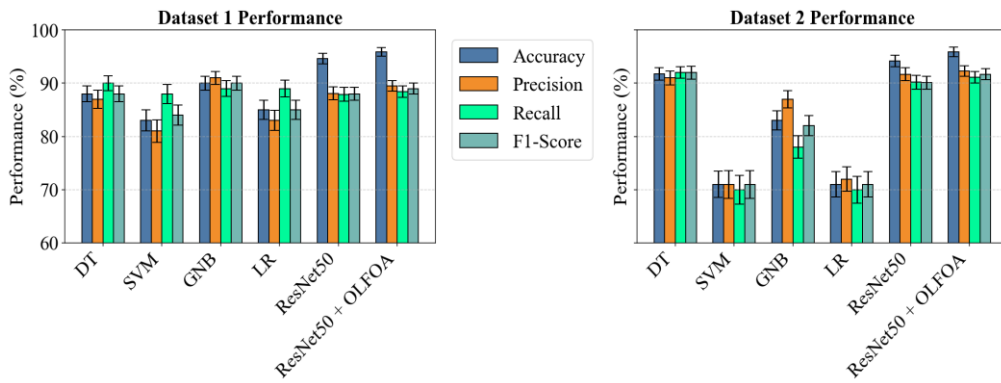 Dataset 1 Performance
Performance (%)
100
90
80
70
60
DT
SVM
GNB
LR
ResNet50
ResNet50 + OLFOA
Accuracy
Precision
Recall
F1-Score
Dataset 2 Performance
Performance (%)
60
DT
SVM
GNB
LR
ResNet50
ResNet50 + OLFOA